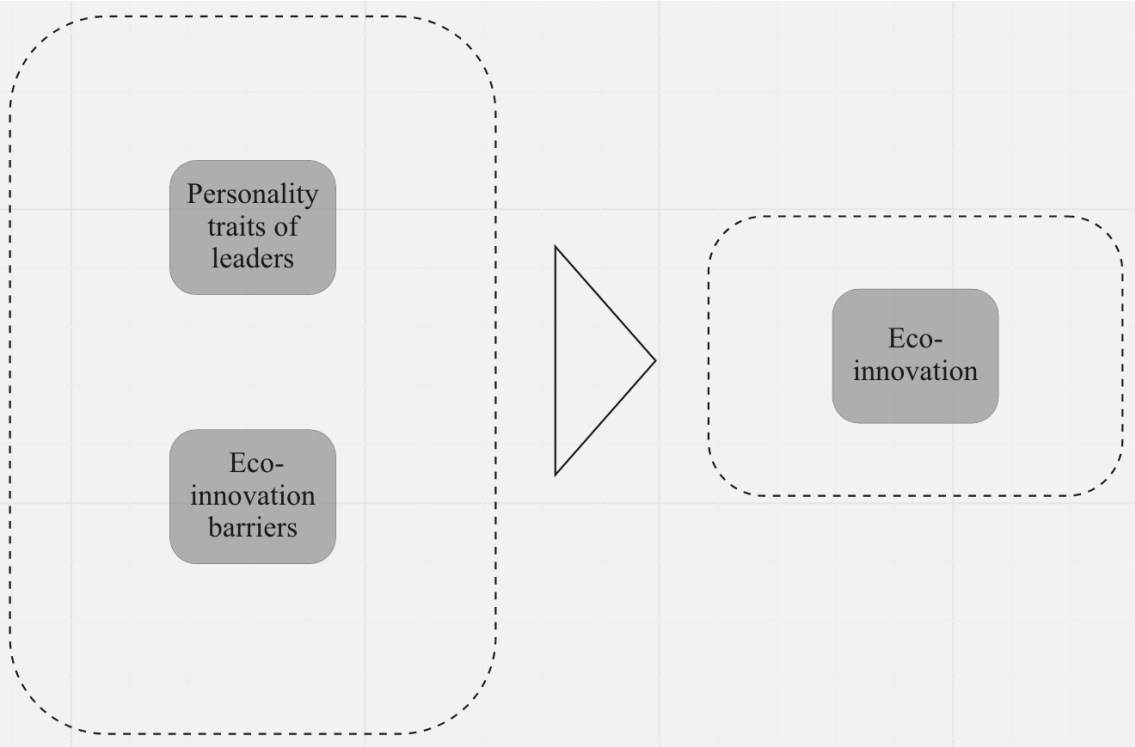 Personality
traits of
leaders
Eco-
innovation
barriers
Eco-
innovation